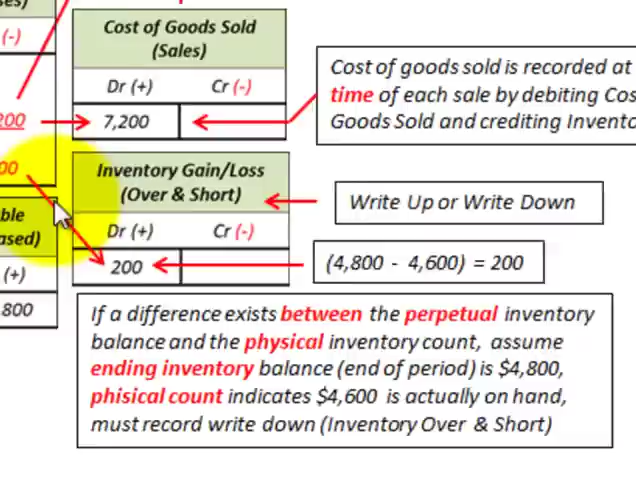 (-)
200
00
ble
ased)
(+)
800
Cost of Goods Sold
(Sales)
Dr (+) Cr (-)
7,200
Cost of goods sold is recorded at
time of each sale by debiting Cos
Goods Sold and crediting Invento
Inventory Gain/Loss
(Over & Short)
Dr (+) Cr (-)
200
Write Up or Write Down
(4,800 - 4,600) = 200
If a difference exists between the perpetual inventory
balance and the physical inventory count, assume
ending inventory balance (end of period) is $4,800,
phisical count indicates $4,600 is actually on hand,
must record write down (Inventory Over & Short)